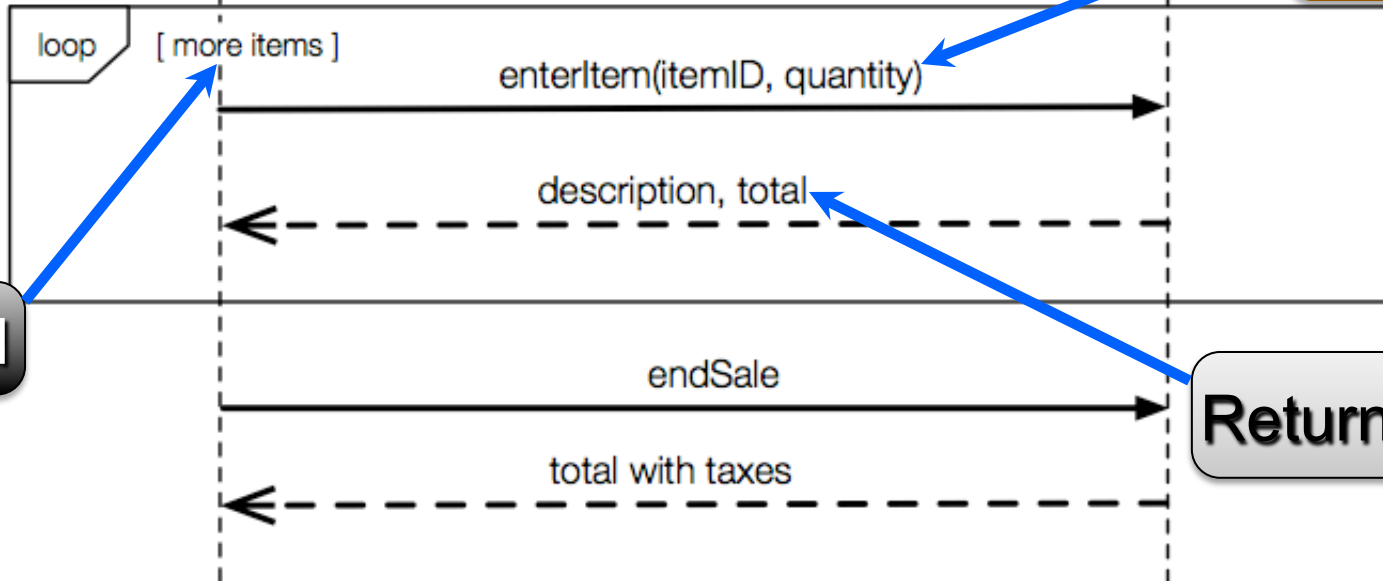 loop
[ more items ]
enterItem(itemID, quantity)
description, total
endSale
Return
total with taxes